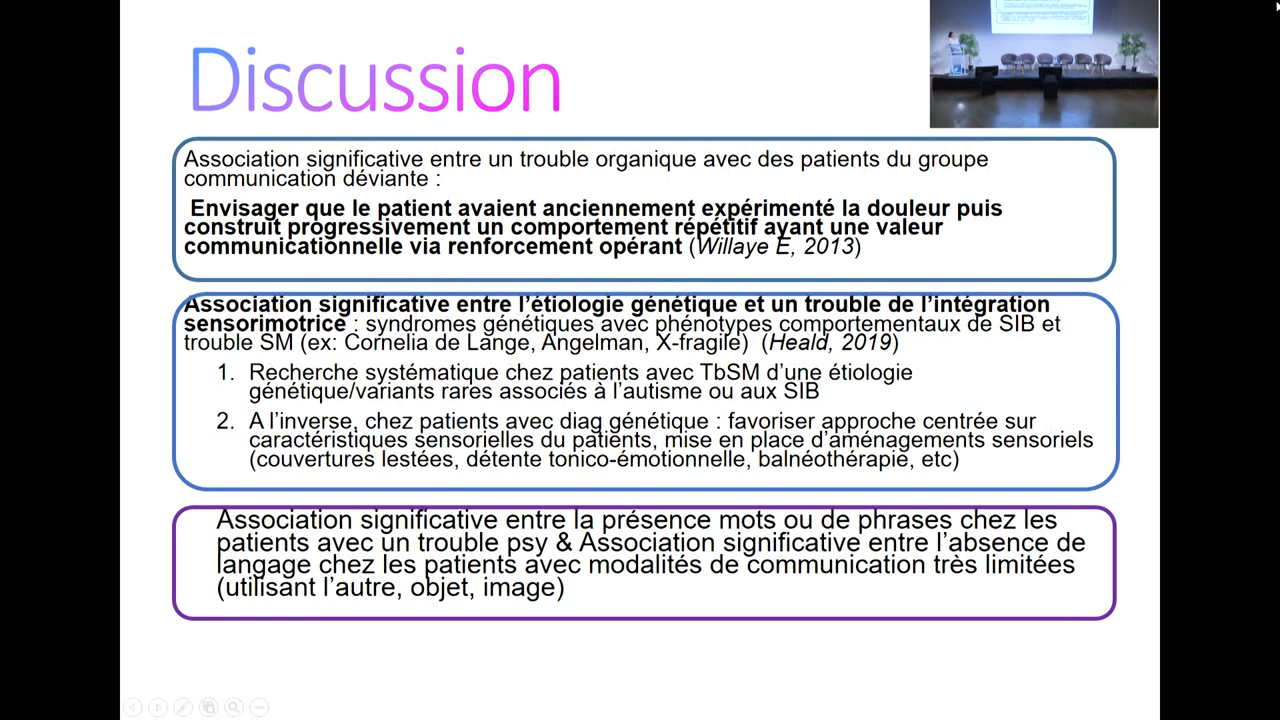 Discussion
Association significative entre un trouble organique avec des patients du groupe
communication déviante :
Envisager que le patient avaient anciennement expérimenté la douleur puis
construit progressivement un comportement répétitif ayant une valeur
communicationnelle via renforcement opérant (Willaye E, 2013)
Association significative entre l’étiologie génétique et un trouble de l’intégration
sensorimotrice : syndromes génétiques avec phénotypes comportementaux de SIB et
trouble SM (ex: Cornelia de Lange, Angelman, X-fragile) (Heald, 2019)
1. Recherche systématique chez patients avec TbSM d’une étiologie
génétique/variants rares associés à l’autisme ou aux SIB
2. A l’inverse, chez patients avec diag génétique : favoriser approche centrée sur
caractéristiques sensorielles du patients, mise en place d’aménagements sensoriels
(couvertures lestées, détente tonico-émotionnelle, balnéothérapie, etc)
Association significative entre la présence mots ou de phrases chez les
patients avec un trouble psy & Association significative entre l’absence de
langage chez les patients avec modalités de communication très limitées
(utilisant l’autre, objet, image)